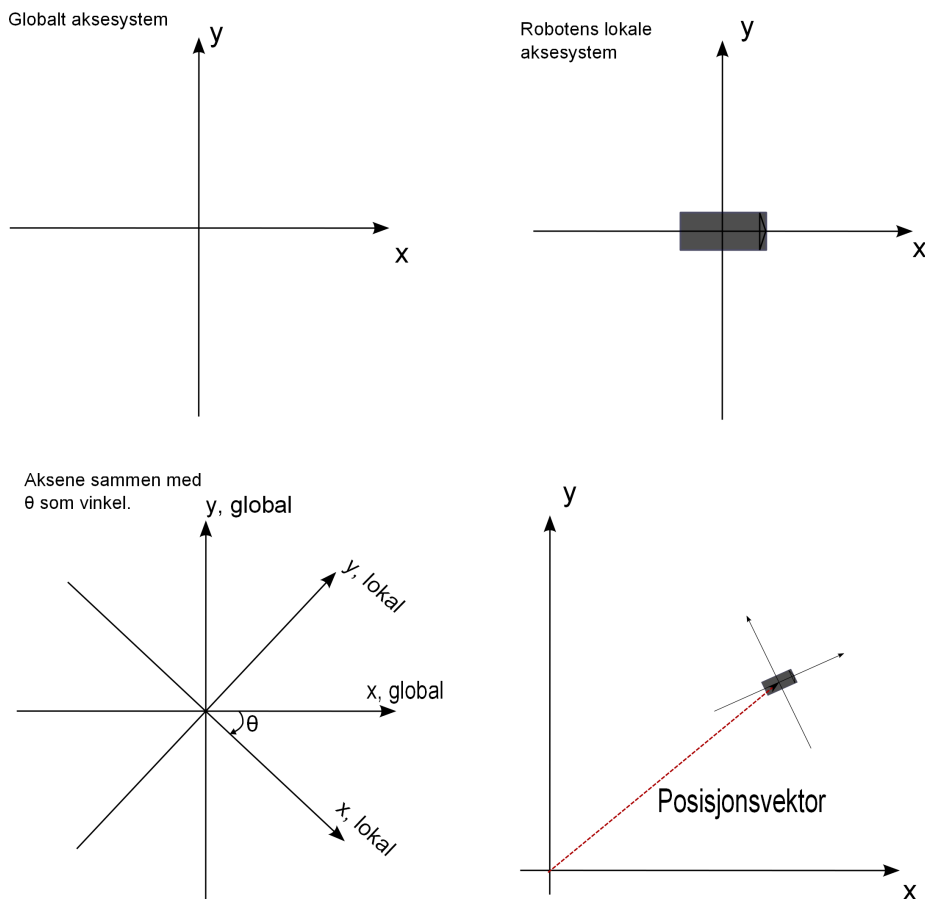 Globalt aksesystem
y
x
Robotens lokale
aksesystem
y
x
Aksene sammen med
θ som vinkel.
y, global
y, lokal
x, global
θ
x, lokal
y
Posisjonsvektor
x